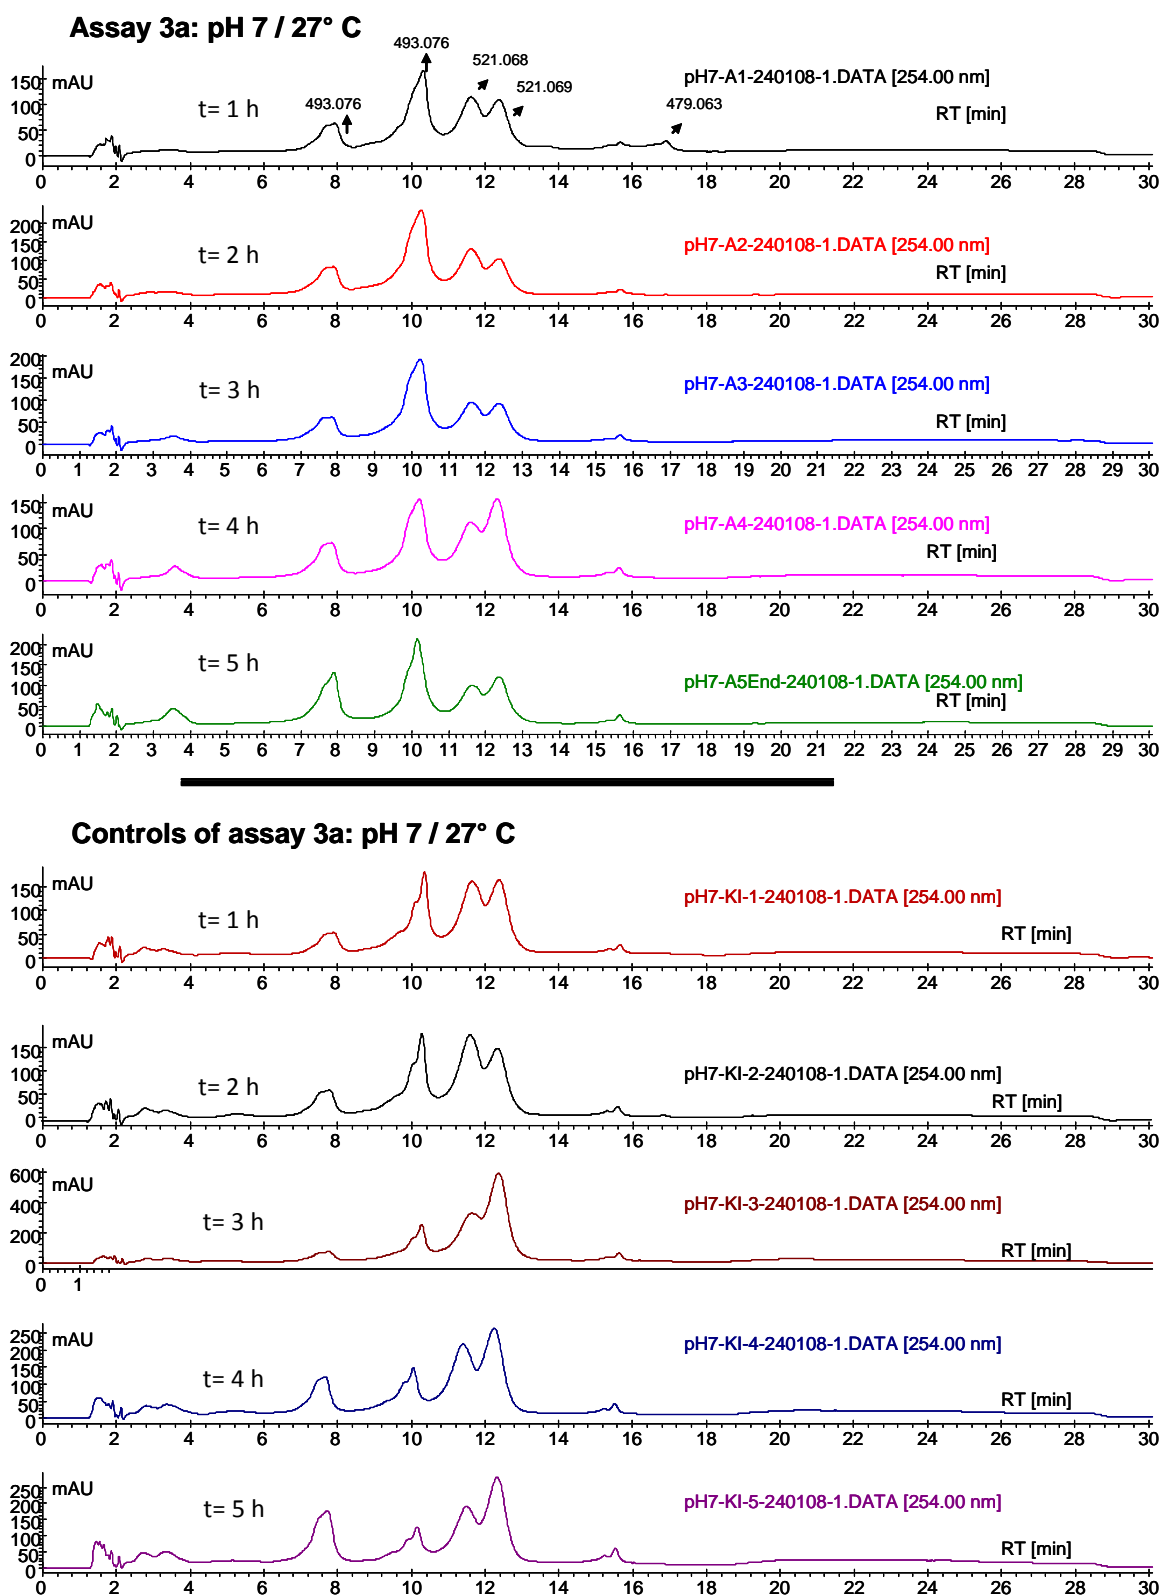 Assay 3a: pH 7 / 27° C
493.076
521.068
521.069
493.076
479.063
mAU
t= 1 h
pH7-A1-240108-1.DATA [254.00 nm]
RT [min]
150
100
50
0
0 2 4 6 8 10 12 14 16 18 20 22 24 26 28 30
mAU
t= 2 h
pH7-A2-240108-1.DATA [254.00 nm]
RT [min]
200
150
100
50
0
0 2 4 6 8 10 12 14 16 18 20 22 24 26 28 30
mAU
t= 3 h
pH7-A3-240108-1.DATA [254.00 nm]
RT [min]
200
150
100
50
0
0 1 2 3 4 5 6 7 8 9 10 11 12 13 14 15 16 17 18 19 20 21 22 23 24 25 26 27 28 29 30
mAU
t= 4 h
pH7-A4-240108-1.DATA [254.00 nm]
RT [min]
150
100
50
0
0 2 4 6 8 10 12 14 16 18 20 22 24 26 28 30
mAU
t= 5 h
pH7-A5End-240108-1.DATA [254.00 nm]
RT [min]
200
150
100
50
0
0 1 2 3 4 5 6 7 8 9 10 11 12 13 14 15 16 17 18 19 20 21 22 23 24 25 26 27 28 29 30
Controls of assay 3a: pH 7 / 27° C
mAU
t= 1 h
pH7-KI-1-240108-1.DATA [254.00 nm]
RT [min]
150
100
50
0
0 2 4 6 8 10 12 14 16 18 20 22 24 26 28 30
mAU
t= 2 h
pH7-KI-2-240108-1.DATA [254.00 nm]
RT [min]
150
100
50
0
0 2 4 6 8 10 12 14 16 18 20 22 24 26 28 30
mAU
t= 3 h
pH7-KI-3-240108-1.DATA [254.00 nm]
RT [min]
600
400
200
0
0 1
mAU
t= 4 h
pH7-KI-4-240108-1.DATA [254.00 nm]
RT [min]
250
200
150
100
50
0
0 2 4 6 8 10 12 14 16 18 20 22 24 26 28 30
mAU
t= 5 h
pH7-KI-5-240108-1.DATA [254.00 nm]
RT [min]
250
200
150
100
50
0
0 2 4 6 8 10 12 14 16 18 20 22 24 26 28 30